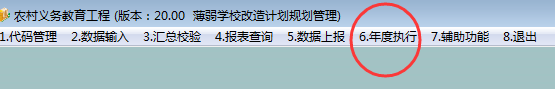 农村义务教育工程 (版本：20.00  薄弱学校改造计划规划管理)
1.代码管理 2.数据输入 3.汇总校验 4.报表查询 5.数据上报 6.年度执行 7.辅助功能 8.退出